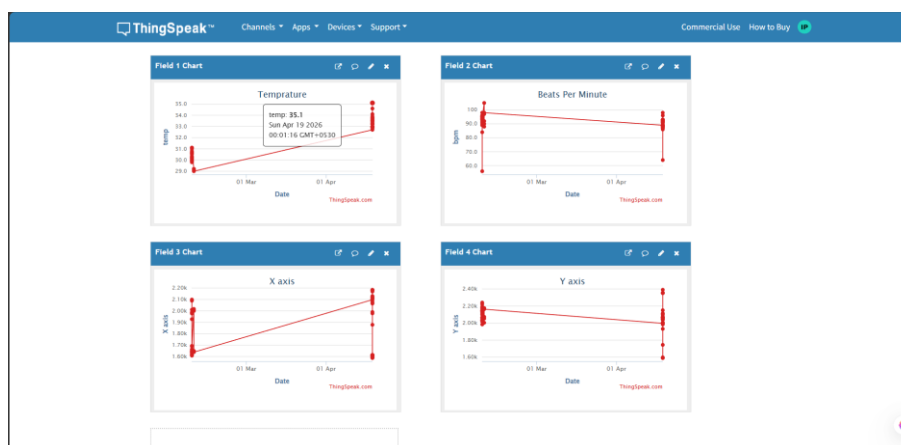 ThingSpeak™ Channels Apps Devices Support Commercial Use How to Buy IP
Field 1 Chart
Temprature
35.0
34.0
33.0
32.0
31.0
30.0
29.0
temp
temp: 35.1
Sun Apr 19 2026
00:01:16 GMT+0530
01 Mar 01 Apr
Date
ThingSpeak.com
Field 2 Chart
Beats Per Minute
100
90.0
80.0
70.0
60.0
bpm
01 Mar 01 Apr
Date
ThingSpeak.com
Field 3 Chart
X axis
2.20k
2.10k
2.00k
1.90k
1.80k
1.70k
1.60k
X axis
01 Mar 01 Apr
Date
ThingSpeak.com
Field 4 Chart
Y axis
2.40k
2.20k
2.00k
1.80k
1.60k
Y axis
01 Mar 01 Apr
Date
ThingSpeak.com